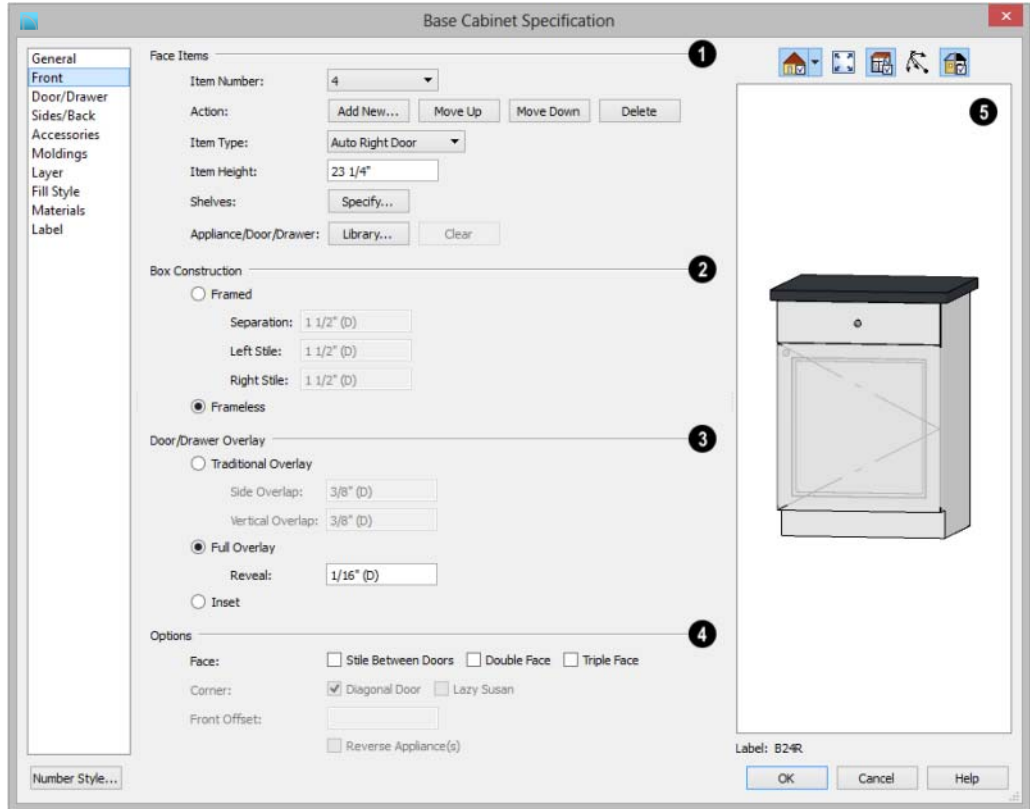 Base Cabinet Specification
General
Front
Door/Drawer
Sides/Back
Accessories
Moldings
Layer
Fill Style
Materials
Label
Number Style...
Face Items 1
Item Number: 4
Action: Add New... Move Up Move Down Delete
Item Type: Auto Right Door
Item Height: 23 1/4"
Shelves: Specify...
Appliance/Door/Drawer: Library... Clear
Box Construction 2
Framed
Separation: 1 1/2" (D)
Left Stile: 1 1/2" (D)
Right Stile: 1 1/2" (D)
Frameless
Door/Drawer Overlay 3
Traditional Overlay
Side Overlap: 3/8" (D)
Vertical Overlap: 3/8" (D)
Full Overlay
Reveal: 1/16" (D)
Inset
Options 4
Face: Stile Between Doors Double Face Triple Face
Corner: Diagonal Door Lazy Susan
Front Offset:
Reverse Appliance(s)
5
Label: B24R
OK Cancel Help